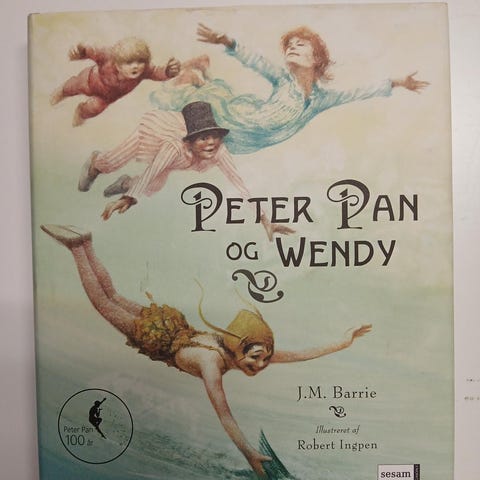 PETER PAN
OG WENDY
J.M. Barrie
Illustreret af
Robert Ingpen
Peter Pan
100 år
sesam